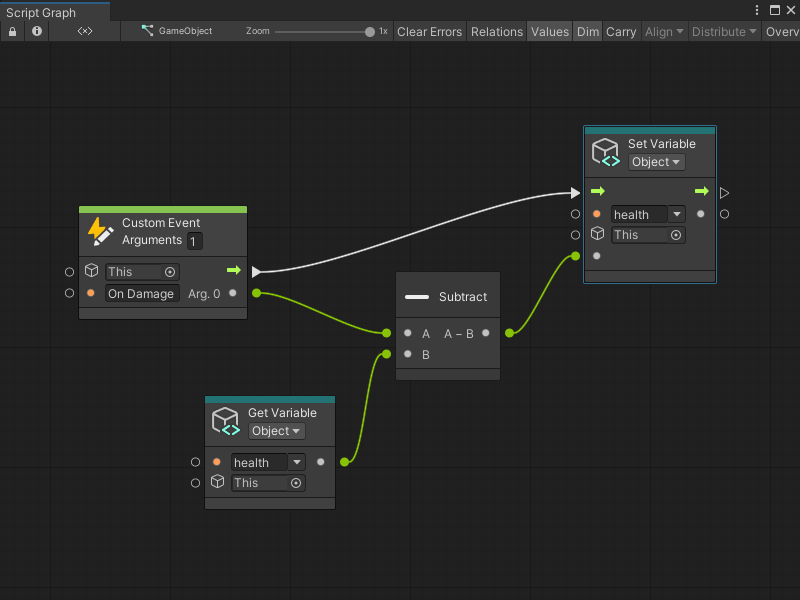 Script Graph
<×> GameObject Zoom 1x Clear Errors Relations Values Dim Carry Align Distribute Overv
Set Variable
Object
health
This
Custom Event
Arguments 1
This
On Damage Arg. 0
Subtract
A A − B
B
Get Variable
Object
health
This